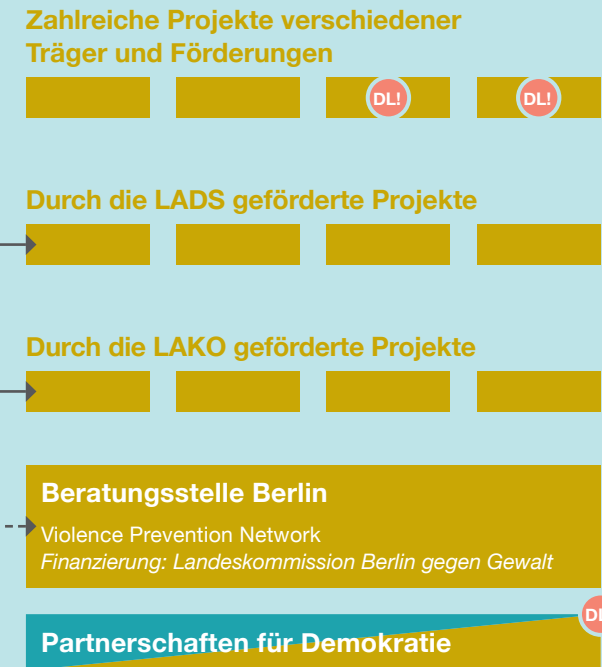 Zahlreiche Projekte verschiedener
Träger und Förderungen
DL! DL!
Durch die LADS geförderte Projekte
Durch die LAKO geförderte Projekte
Beratungsstelle Berlin
Violence Prevention Network
Finanzierung: Landeskommission Berlin gegen Gewalt
Partnerschaften für Demokratie